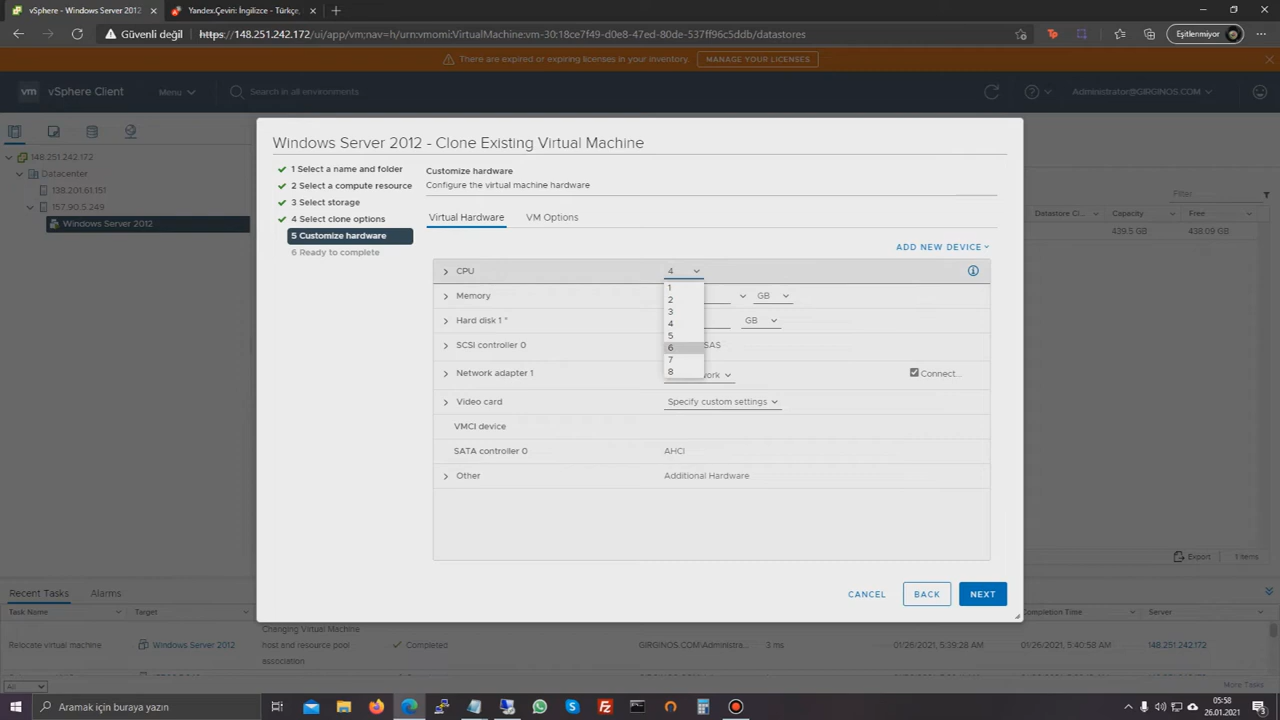 vSphere - Windows Server 2012 -
Yandex.Çeviri: İngilizce - Türkçe,
Güvenli değil
https://148.251.242.172/ui/app/vm;nav=h/urn:vmomi:VirtualMachine:vm-30:18ce7f49-d0e8-47ed-80de-537ff96c5ddb/datastores
Eşitlenmiyor
There are expired or expiring licenses in your inventory.
MANAGE YOUR LICENSES
vm
vSphere Client
Menu
Search in all environments
Administrator@GIRGINOS.COM
148.251.242.172
Datacenter
138.201.61.151
157.90.5.249
Windows Server 2012
Windows Server 2012 - Clone Existing Virtual Machine
1 Select a name and folder
2 Select a compute resource
3 Select storage
4 Select clone options
5 Customize hardware
6 Ready to complete
Customize hardware
Configure the virtual machine hardware
Virtual Hardware
VM Options
ADD NEW DEVICE
CPU
4
1
2
3
4
5
6
7
8
Memory
GB
Hard disk 1 *
GB
SCSI controller 0
SAS
Network adapter 1
Connect...
Video card
Specify custom settings
VMCI device
SATA controller 0
AHCI
Other
Additional Hardware
CANCEL
BACK
NEXT
Filter
Datastore Cl...
Capacity
Free
439.5 GB
438.09 GB
Export
1 items
Recent Tasks
Alarms
Task Name
Target
Completion Time
Server
Relocate virtual machine
Windows Server 2012
Changing Virtual Machine
host and resource pool
association
Completed
GIRGINOS.COM\Administra...
3 ms
01/26/2021, 5:40:58 AM
01/26/2021, 5:40:58 AM
148.251.242.172
All
More Tasks
Aramak için buraya yazın
05:58
26.01.2021
3